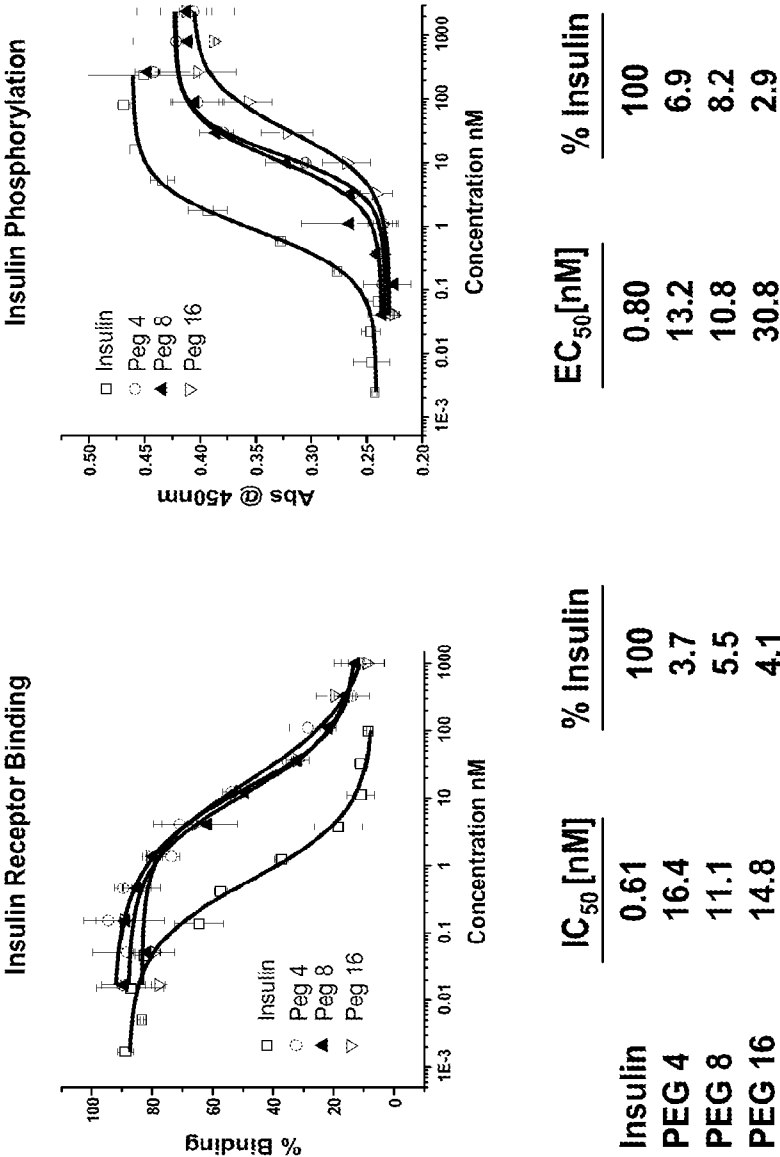 Insulin Receptor Binding
% Binding
100
80
60
40
20
0
Insulin
Peg 4
Peg 8
Peg 16
1E-3
0.01
0.1
1
10
100
1000
Concentration nM
Insulin Phosphorylation
Abs @ 450nm
0.50
0.45
0.40
0.35
0.30
0.25
0.20
Insulin
Peg 4
Peg 8
Peg 16
1E-3
0.01
0.1
1
10
100
1000
Concentration nM
IC50 [nM] % Insulin EC50[nM] % Insulin
Insulin 0.61 100 0.80 100
PEG 4 16.4 3.7 13.2 6.9
PEG 8 11.1 5.5 10.8 8.2
PEG 16 14.8 4.1 30.8 2.9